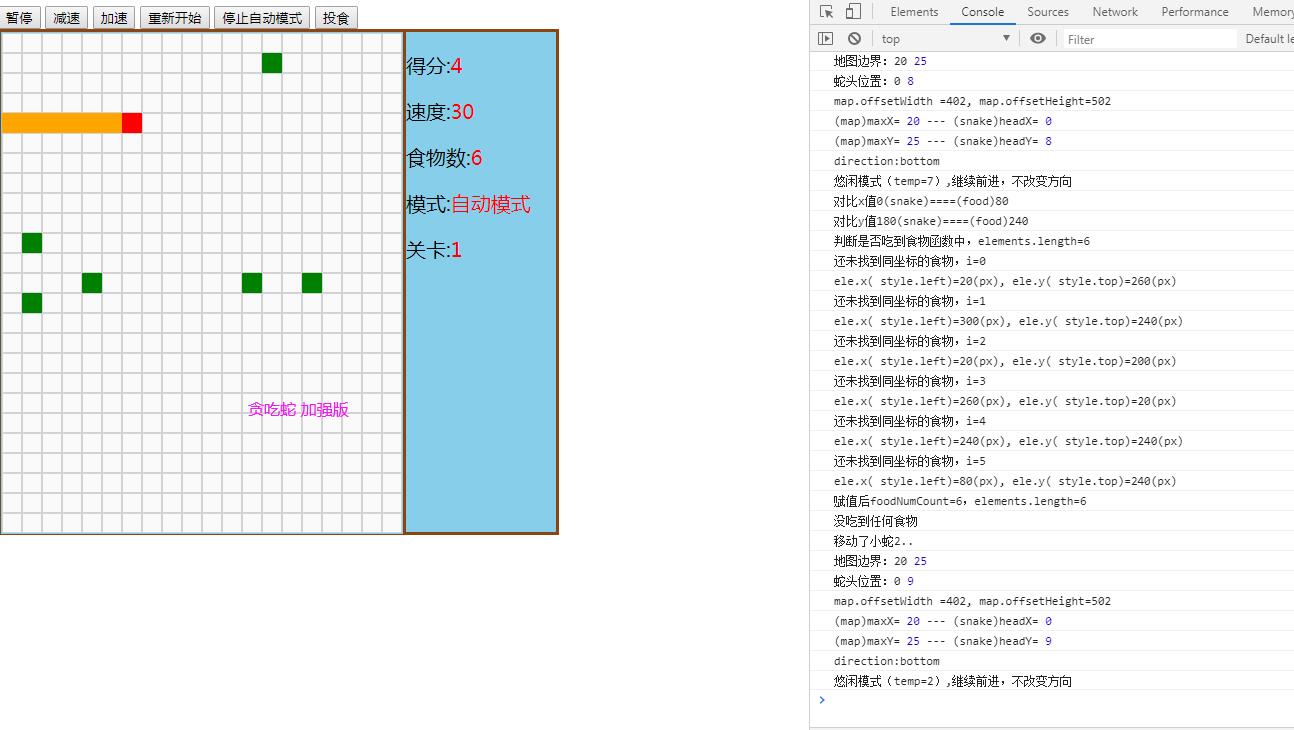 暂停 减速 加速 重新开始 停止自动模式 投食
得分:4
速度:30
食物数:6
模式:自动模式
关卡:1
贪吃蛇 加强版
Elements Console Sources Network Performance Memory
top ▼ Filter Default le
地图边界: 20 25
蛇头位置: 0 8
map.offsetWidth =402, map.offsetHeight=502
(map)maxX= 20 --- (snake)headX= 0
(map)maxY= 25 --- (snake)headY= 8
direction:bottom
悠闲模式（temp=7）,继续前进，不改变方向
对比x值0(snake)====(food)80
对比y值180(snake)====(food)240
判断是否吃到食物函数中，elements.length=6
还未找到同坐标的食物，i=0
ele.x( style.left)=20(px), ele.y( style.top)=260(px)
还未找到同坐标的食物，i=1
ele.x( style.left)=300(px), ele.y( style.top)=240(px)
还未找到同坐标的食物，i=2
ele.x( style.left)=20(px), ele.y( style.top)=200(px)
还未找到同坐标的食物，i=3
ele.x( style.left)=260(px), ele.y( style.top)=20(px)
还未找到同坐标的食物，i=4
ele.x( style.left)=240(px), ele.y( style.top)=240(px)
还未找到同坐标的食物，i=5
ele.x( style.left)=80(px), ele.y( style.top)=240(px)
赋值后foodNumCount=6，elements.length=6
没吃到任何食物
移动了小蛇2..
地图边界: 20 25
蛇头位置: 0 9
map.offsetWidth =402, map.offsetHeight=502
(map)maxX= 20 --- (snake)headX= 0
(map)maxY= 25 --- (snake)headY= 9
direction:bottom
悠闲模式（temp=2）,继续前进，不改变方向